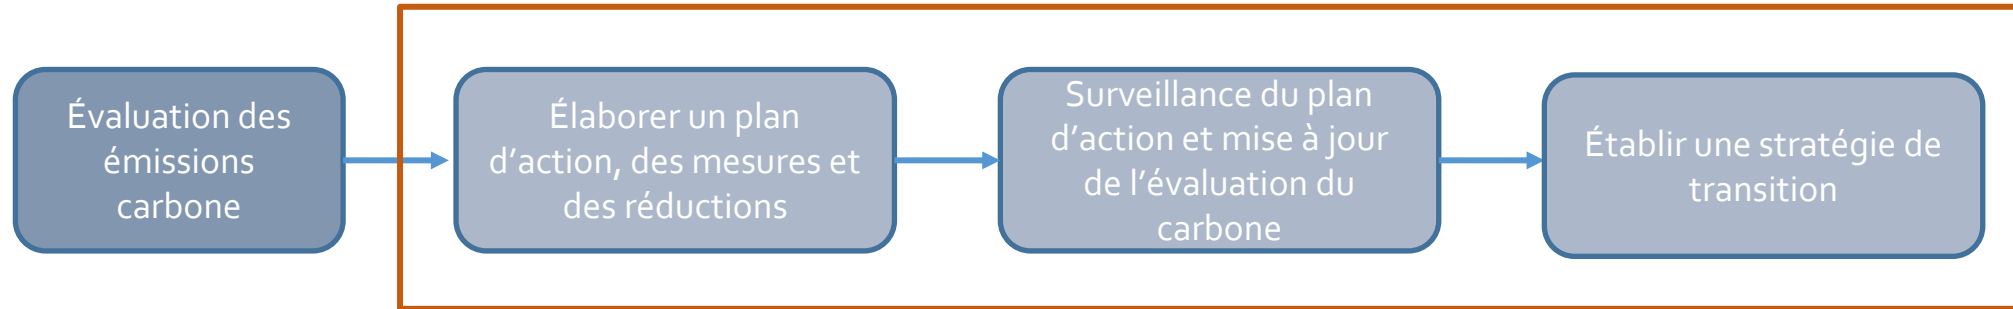 Évaluation des
émissions
carbone
Élaborer un plan
d'action, des mesures et
des réductions
Surveillance du plan
d'action et mise à jour
de l'évaluation du
carbone
Établir une stratégie de
transition